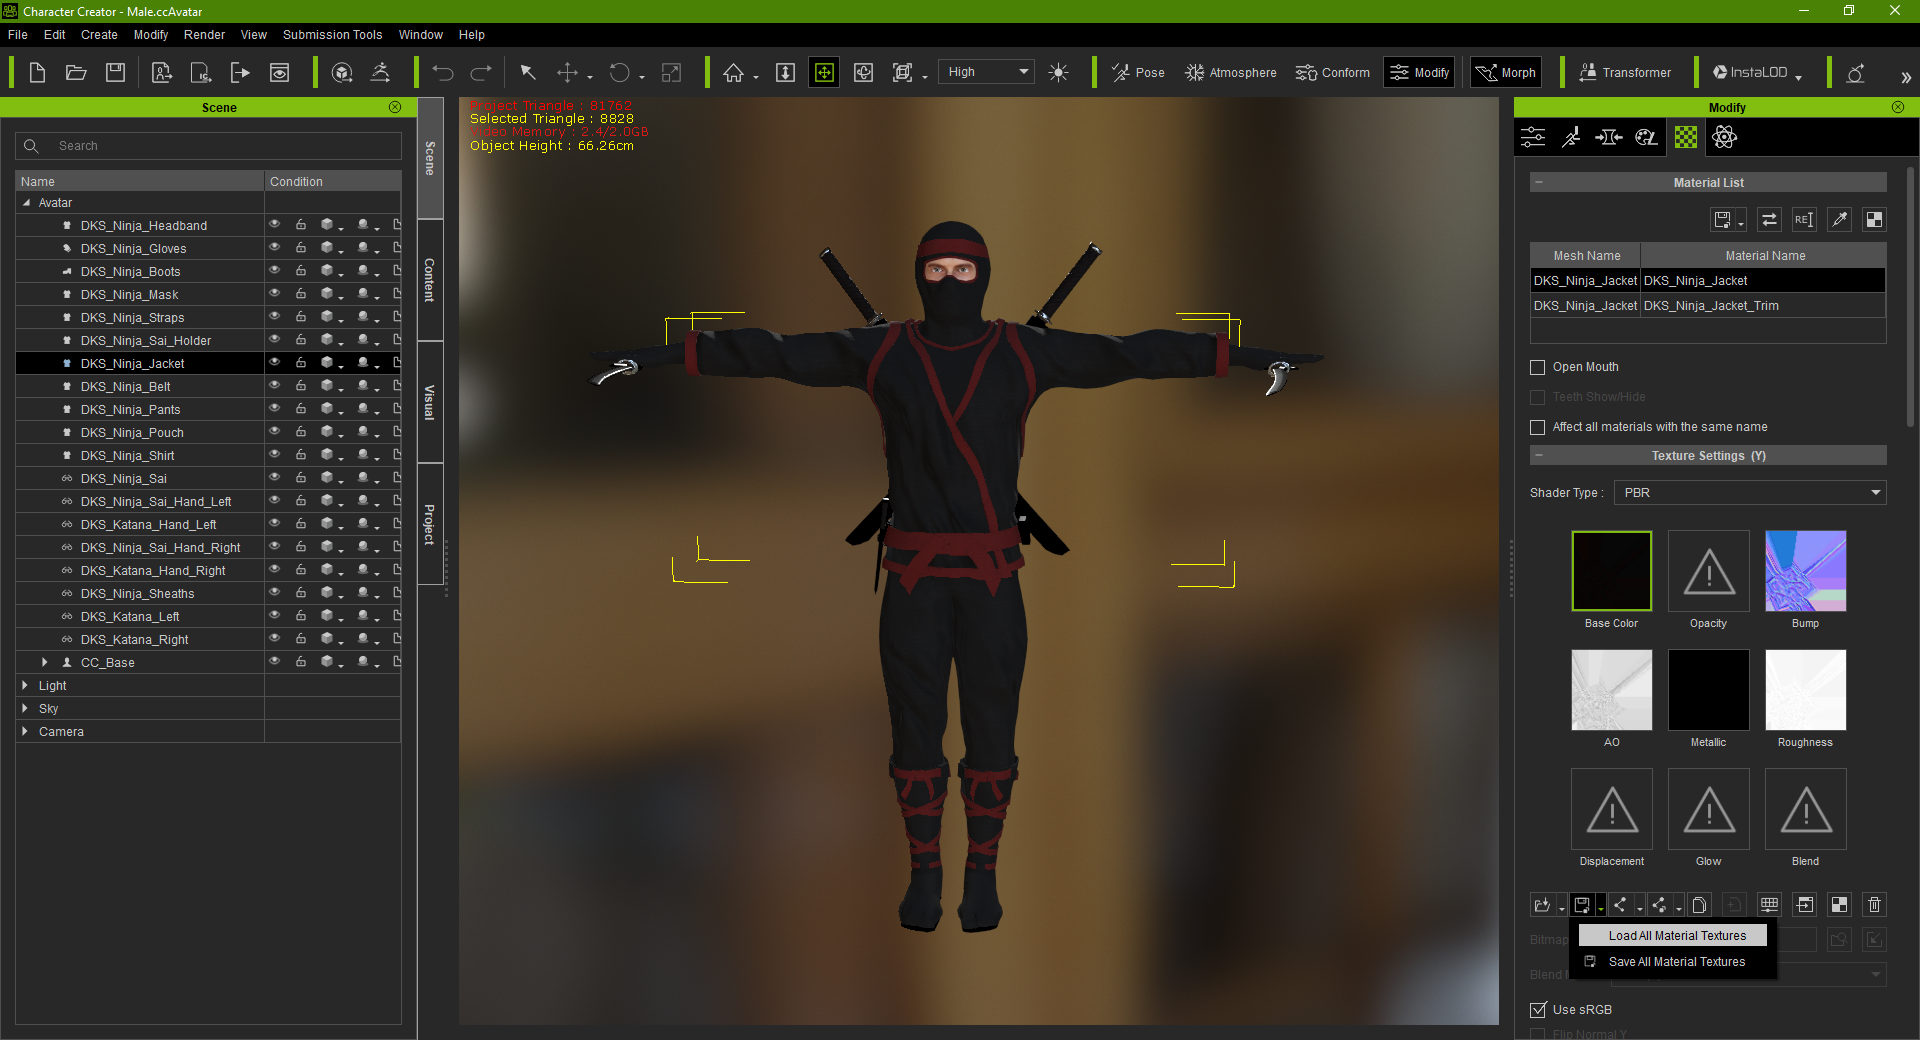 Character Creator - Male.ccAvatar
File Edit Create Modify Render View Submission Tools Window Help
High Pose Atmosphere Conform Modify Morph Transformer InstaLOD
Scene
Search
Name Condition
Avatar
DKS_Ninja_Headband
DKS_Ninja_Gloves
DKS_Ninja_Boots
DKS_Ninja_Mask
DKS_Ninja_Straps
DKS_Ninja_Sai_Holder
DKS_Ninja_Jacket
DKS_Ninja_Belt
DKS_Ninja_Pants
DKS_Ninja_Pouch
DKS_Ninja_Shirt
DKS_Ninja_Sai
DKS_Ninja_Sai_Hand_Left
DKS_Katana_Hand_Left
DKS_Ninja_Sai_Hand_Right
DKS_Katana_Hand_Right
DKS_Ninja_Sheaths
DKS_Katana_Left
DKS_Katana_Right
CC_Base
Light
Sky
Camera
Scene
Content
Visual
Project
Project Triangle : 81762
Selected Triangle : 8828
Video Memory : 2.4/2.0GB
Object Height : 66.26cm
Modify
Material List
REI
Mesh Name Material Name
DKS_Ninja_Jacket DKS_Ninja_Jacket
DKS_Ninja_Jacket DKS_Ninja_Jacket_Trim
Open Mouth
Teeth Show/Hide
Affect all materials with the same name
Texture Settings (Y)
Shader Type : PBR
Base Color Opacity Bump
AO Metallic Roughness
Displacement Glow Blend
Load All Material Textures
Bitmap
Save All Material Textures
Blend M
Use sRGB
Flip Normal Y